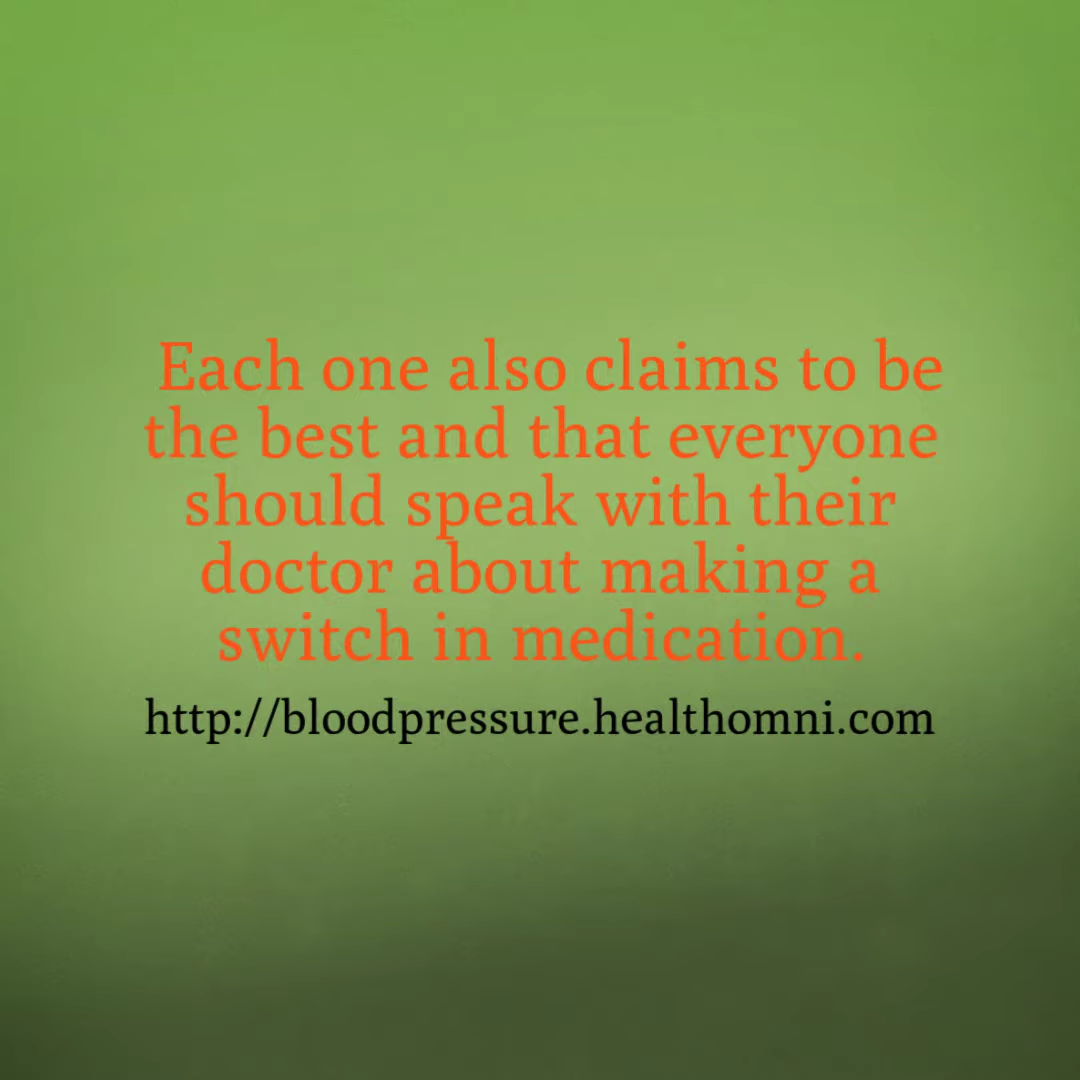 Each one also claims to be
the best and that everyone
should speak with their
doctor about making a
switch in medication.
http://bloodpressure.healthomni.com